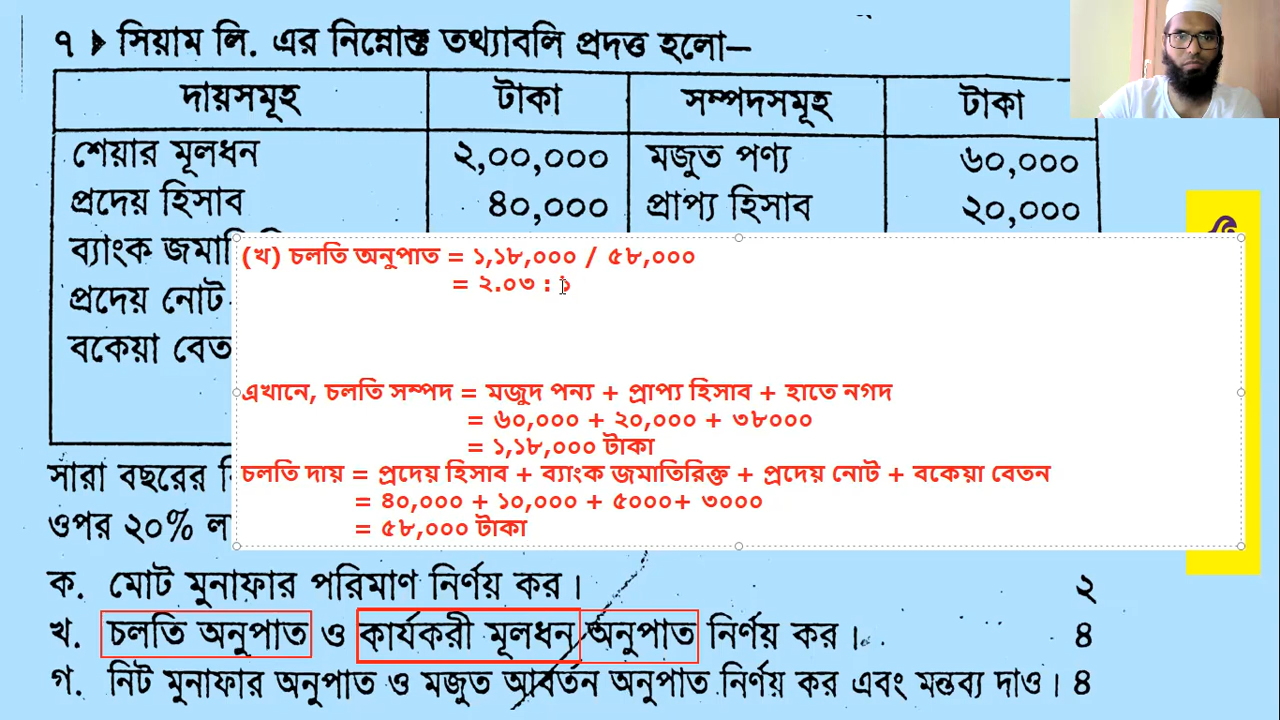 ৭ ▶ সিয়াম লি. এর নিম্নোক্ত তথ্যাবলি প্রদত্ত হলো—
দায়সমূহ টাকা সম্পদসমূহ টাকা
শেয়ার মূলধন ২,০০,০০০ মজুত পণ্য ৬০,০০০
প্রদেয় হিসাব ৪০,০০০ প্রাপ্য হিসাব ২০,০০০
ব্যাংক জমাতি
প্রদেয় নোট
বকেয়া বেত
(খ) চলতি অনুপাত = ১,১৮,০০০ / ৫৮,০০০
= ২.০৩ : ১
এখানে, চলতি সম্পদ = মজুদ পন্য + প্রাপ্য হিসাব + হাতে নগদ
= ৬০,০০০ + ২০,০০০ + ৩৮০০০
= ১,১৮,০০০ টাকা
চলতি দায় = প্রদেয় হিসাব + ব্যাংক জমাতিরিক্ত + প্রদেয় নোট + বকেয়া বেতন
= ৪০,০০০ + ১০,০০০ + ৫০০০+ ৩০০০
= ৫৮,০০০ টাকা
সারা বছরের
ওপর ২০%
ক. মোট মুনাফার পরিমাণ নির্ণয় কর। ২
খ. চলতি অনুপাত ও কার্যকরী মূলধন অনুপাত নির্ণয় কর। ৪
গ. নিট মুনাফার অনুপাত ও মজুত আবর্তন অনুপাত নির্ণয় কর এবং মন্তব্য দাও। ৪